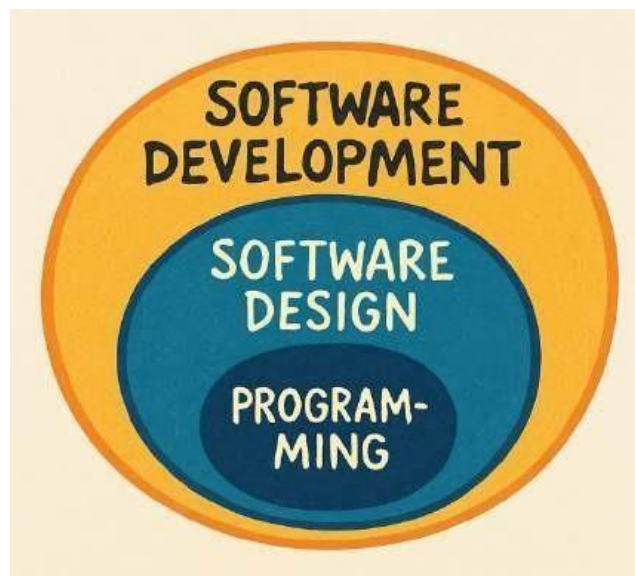 SOFTWARE
DEVELOPMENT
SOFTWARE
DESIGN
PROGRAM-
MING